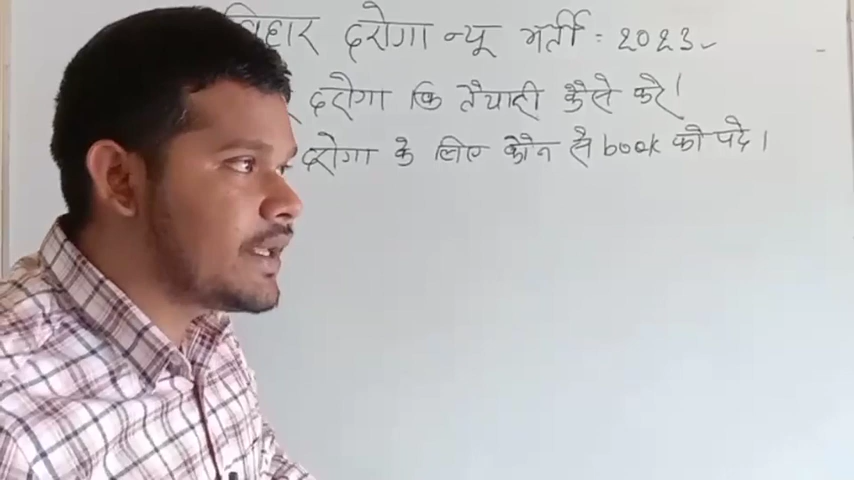 बिहार दरोगा न्यू भर्ती : 2023
दरोगा कि तैयारी कैसे करे!
दरोगा के लिए कौन से book को पढे।